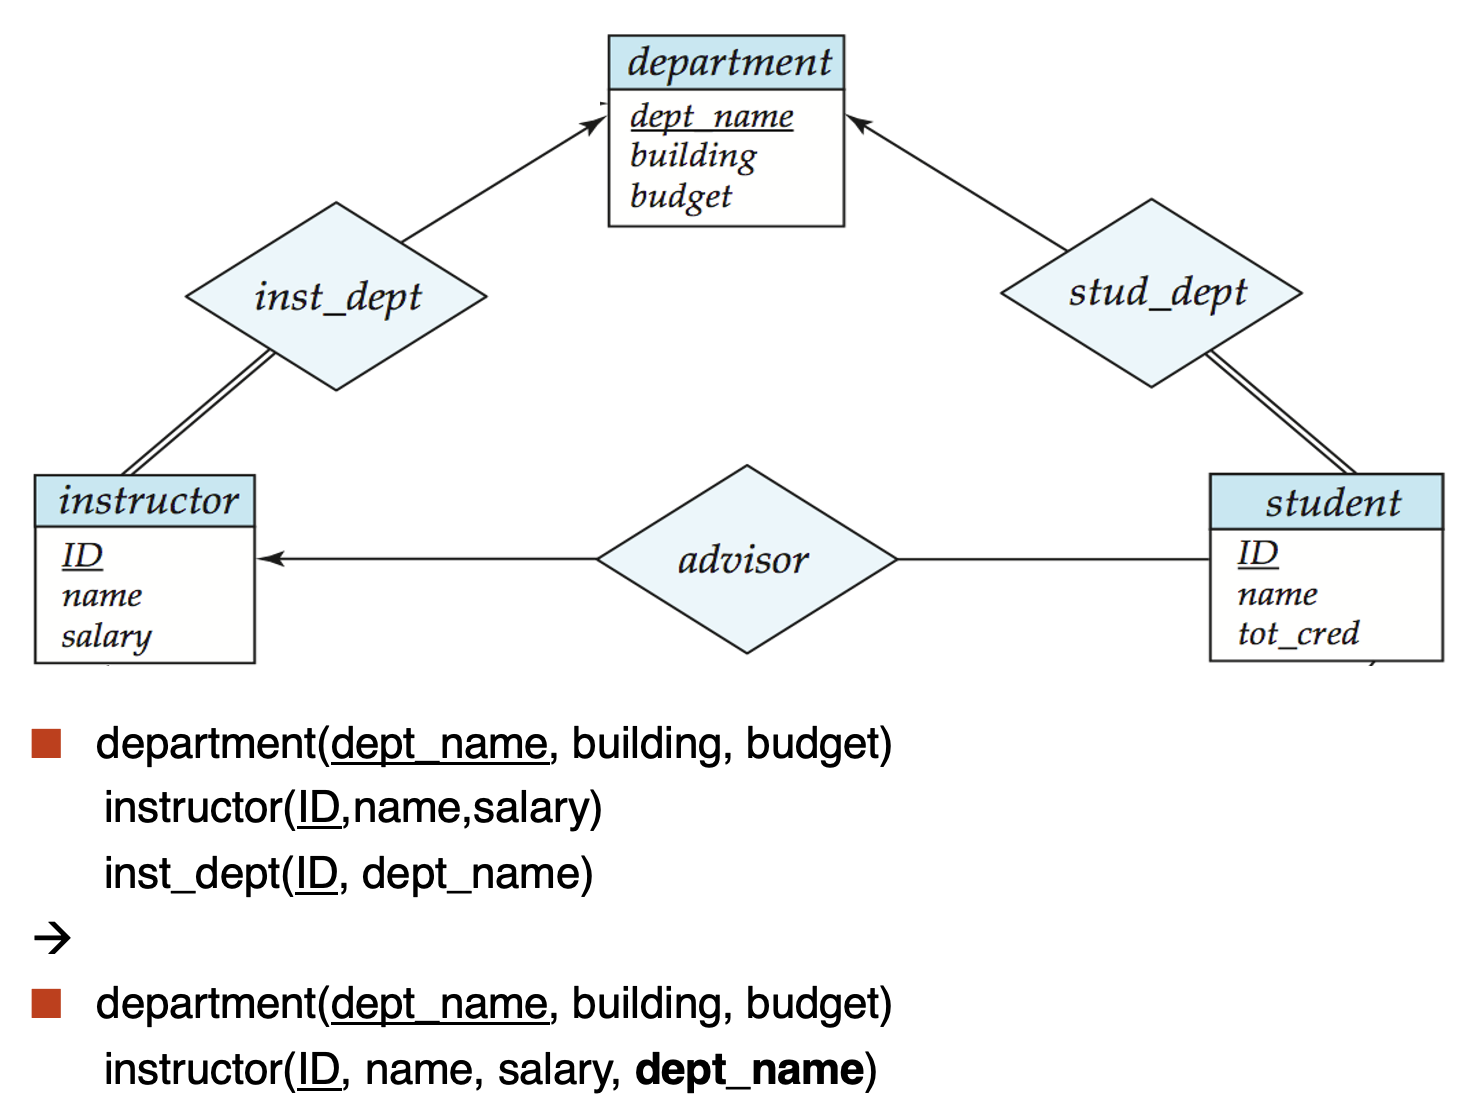 department
dept_name
building
budget
inst_dept
stud_dept
instructor
ID
name
salary
advisor
student
ID
name
tot_cred
department(dept_name, building, budget)
instructor(ID,name,salary)
inst_dept(ID, dept_name)
→
department(dept_name, building, budget)
instructor(ID, name, salary, dept_name)